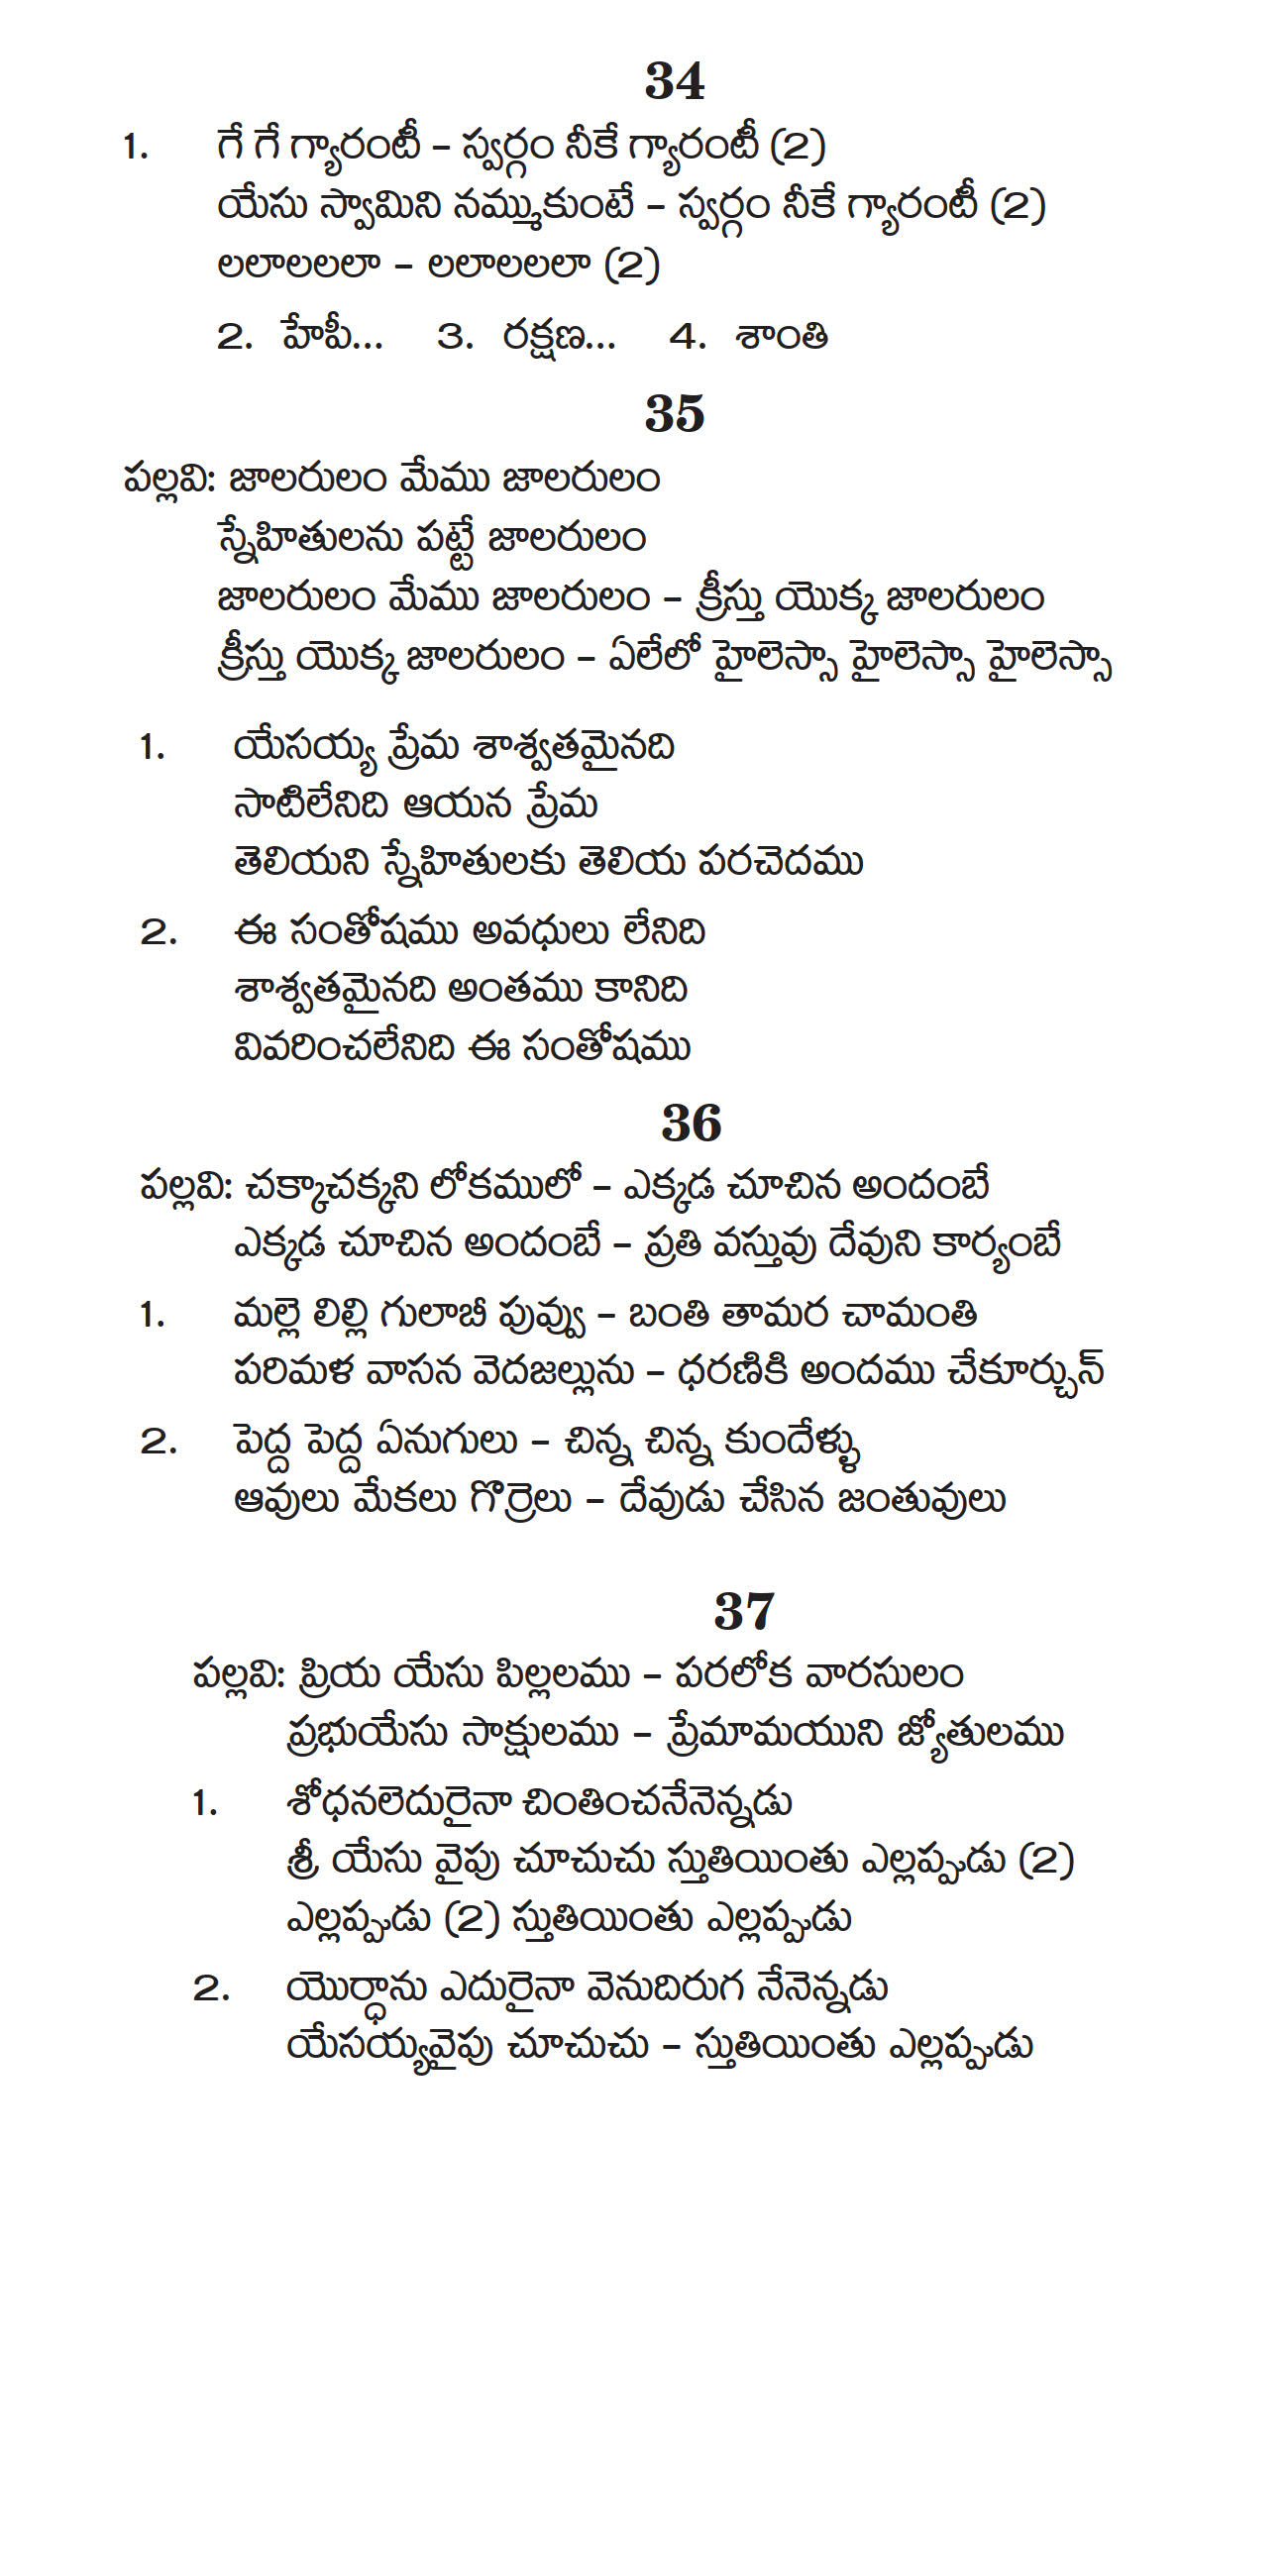 34
1. గే గే గ్యారంటీ – స్వర్గం నీకే గ్యారంటీ (2)
యేసు స్వామిని నమ్ముకుంటే – స్వర్గం నీకే గ్యారంటీ (2)
లలాలలలా – లలాలలలా (2)
2. హేపీ... 3. రక్షణ... 4. శాంతి
35
పల్లవి: జాలరులం మేము జాలరులం
స్నేహితులను పట్టే జాలరులం
జాలరులం మేము జాలరులం – క్రీస్తు యొక్క జాలరులం
క్రీస్తు యొక్క జాలరులం – ఏలేలో హైలెస్సా హైలెస్సా హైలెస్సా
1. యేసయ్య ప్రేమ శాశ్వతమైనది
సాటిలేనిది ఆయన ప్రేమ
తెలియని స్నేహితులకు తెలియ పరచెదము
2. ఈ సంతోషము అవధులు లేనిది
శాశ్వతమైనది అంతము కానిది
వివరించలేనిది ఈ సంతోషము
36
పల్లవి: చక్కాచక్కని లోకములో – ఎక్కడ చూచిన అందంబే
ఎక్కడ చూచిన అందంబే – ప్రతి వస్తువు దేవుని కార్యంబే
1. మల్లె లిల్లి గులాబీ పువ్వు – బంతి తామర చామంతి
పరిమళ వాసన వెదజల్లును – ధరణికి అందము చేకూర్చున్
2. పెద్ద పెద్ద ఏనుగులు – చిన్న చిన్న కుందేళ్ళు
ఆవులు మేకలు గొర్రెలు – దేవుడు చేసిన జంతువులు
37
పల్లవి: ప్రియ యేసు పిల్లలము – పరలోక వారసులం
ప్రభుయేసు సాక్షులము – ప్రేమామయుని జ్యోతులము
1. శోధనలెదురైనా చింతించనేనెన్నడు
శ్రీ యేసు వైపు చూచుచు స్తుతియింతు ఎల్లప్పుడు (2)
ఎల్లప్పుడు (2) స్తుతియింతు ఎల్లప్పుడు
2. యొర్ధాను ఎదురైనా వెనుదిరుగ నేనెన్నడు
యేసయ్యవైపు చూచుచు – స్తుతియింతు ఎల్లప్పుడు